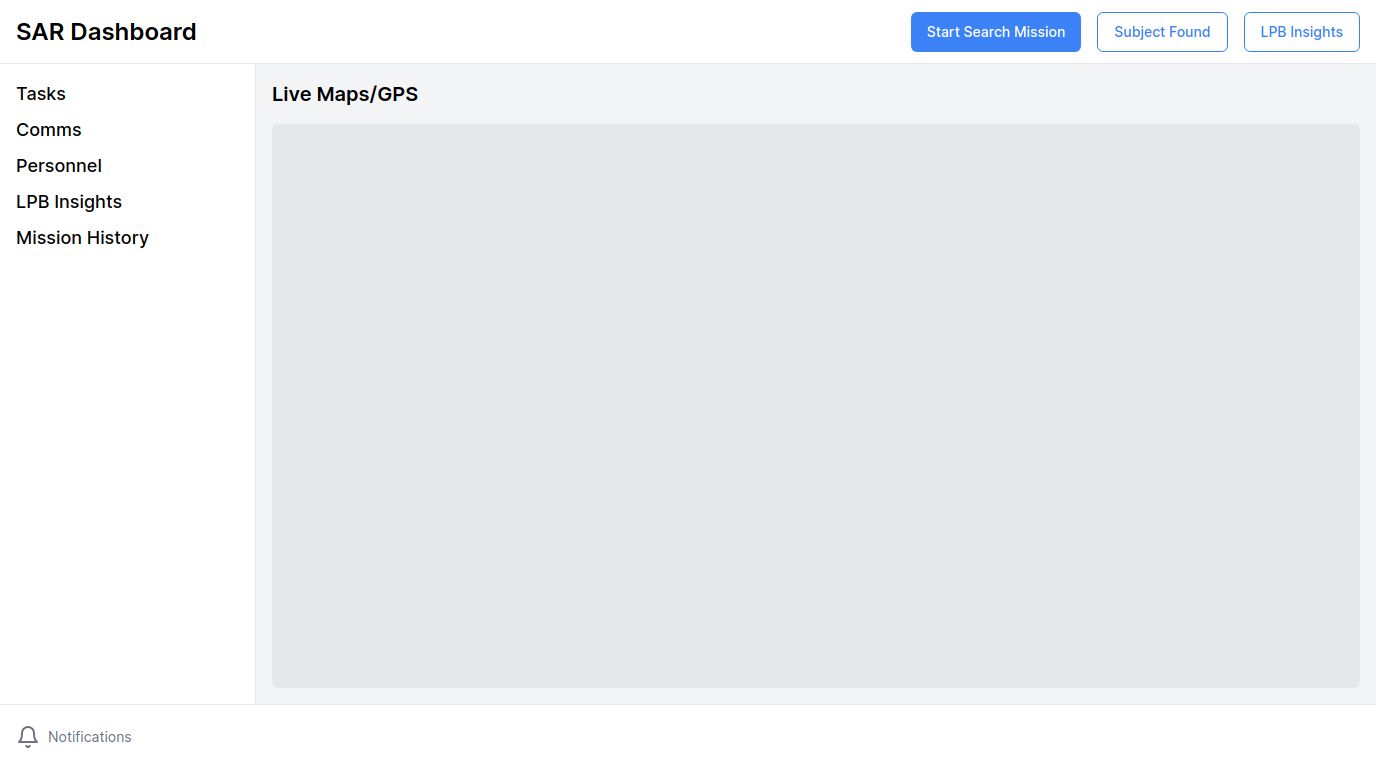 SAR Dashboard
Start Search Mission
Subject Found
LPB Insights
Tasks
Comms
Personnel
LPB Insights
Mission History
Live Maps/GPS
Notifications